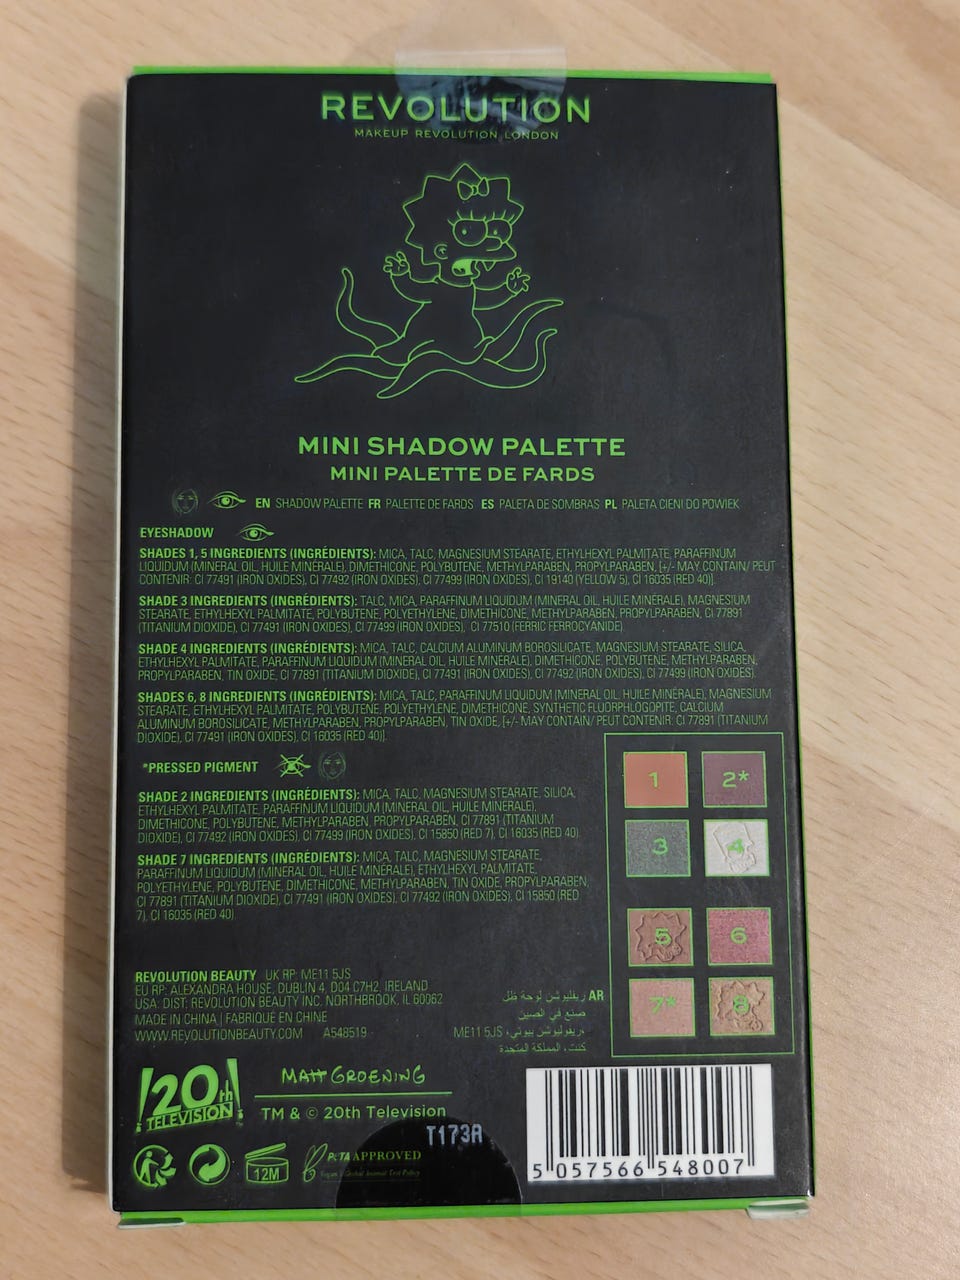 REVOLUTION
MAKEUP REVOLUTION LONDON
MINI SHADOW PALETTE
MINI PALETTE DE FARDS
EN SHADOW PALETTE FR PALETTE DE FARDS ES PALETA DE SOMBRAS PL PALETA CIENI DO POWIEK
EYESHADOW
SHADES 1, 5 INGREDIENTS (INGRÉDIENTS): MICA, TALC, MAGNESIUM STEARATE, ETHYLHEXYL PALMITATE, PARAFFINUM
LIQUIDUM (MINERAL OIL, HUILE MINÉRALE), DIMETHICONE, POLYBUTENE, METHYLPARABEN, PROPYLPARABEN, [+/- MAY CONTAIN/ PEUT
CONTENIR: CI 77491 (IRON OXIDES), CI 77492 (IRON OXIDES), CI 77499 (IRON OXIDES), CI 19140 (YELLOW 5), CI 16035 (RED 40)].
SHADE 3 INGREDIENTS (INGRÉDIENTS): TALC, MICA, PARAFFINUM LIQUIDUM (MINERAL OIL, HUILE MINÉRALE), MAGNESIUM
STEARATE, ETHYLHEXYL PALMITATE, POLYBUTENE, POLYETHYLENE, DIMETHICONE, METHYLPARABEN, PROPYLPARABEN, CI 77891
(TITANIUM DIOXIDE), CI 77491 (IRON OXIDES), CI 77499 (IRON OXIDES), CI 77510 (FERRIC FERROCYANIDE).
SHADE 4 INGREDIENTS (INGRÉDIENTS): MICA, TALC, CALCIUM ALUMINUM BOROSILICATE, MAGNESIUM STEARATE, SILICA,
ETHYLHEXYL PALMITATE, PARAFFINUM LIQUIDUM (MINERAL OIL, HUILE MINÉRALE), DIMETHICONE, POLYBUTENE, METHYLPARABEN,
PROPYLPARABEN, TIN OXIDE, CI 77891 (TITANIUM DIOXIDE), CI 77491 (IRON OXIDES), CI 77492 (IRON OXIDES), CI 77499 (IRON OXIDES).
SHADES 6, 8 INGREDIENTS (INGRÉDIENTS): MICA, TALC, PARAFFINUM LIQUIDUM (MINERAL OIL, HUILE MINÉRALE), MAGNESIUM
STEARATE, ETHYLHEXYL PALMITATE, POLYBUTENE, POLYETHYLENE, DIMETHICONE, SYNTHETIC FLUORPHLOGOPITE, CALCIUM
ALUMINUM BOROSILICATE, METHYLPARABEN, PROPYLPARABEN, TIN OXIDE, [+/- MAY CONTAIN/ PEUT CONTENIR: CI 77891 (TITANIUM
DIOXIDE), CI 77491 (IRON OXIDES), CI 16035 (RED 40)].
*PRESSED PIGMENT
SHADE 2 INGREDIENTS (INGRÉDIENTS): MICA, TALC, MAGNESIUM STEARATE, SILICA,
ETHYLHEXYL PALMITATE, PARAFFINUM LIQUIDUM (MINERAL OIL, HUILE MINÉRALE),
DIMETHICONE, POLYBUTENE, METHYLPARABEN, PROPYLPARABEN, CI 77891 (TITANIUM
DIOXIDE), CI 77492 (IRON OXIDES), CI 77499 (IRON OXIDES), CI 15850 (RED 7), CI 16035 (RED 40).
SHADE 7 INGREDIENTS (INGRÉDIENTS): MICA, TALC, MAGNESIUM STEARATE,
PARAFFINUM LIQUIDUM (MINERAL OIL, HUILE MINÉRALE), ETHYLHEXYL PALMITATE,
POLYETHYLENE, POLYBUTENE, DIMETHICONE, METHYLPARABEN, TIN OXIDE, PROPYLPARABEN,
CI 77891 (TITANIUM DIOXIDE), CI 77491 (IRON OXIDES), CI 77492 (IRON OXIDES), CI 15850 (RED
7), CI 16035 (RED 40).
1 2*
3 4
5 6
7* 8
REVOLUTION BEAUTY UK RP: ME11 5JS
EU RP: ALEXANDRA HOUSE, DUBLIN 4, D04 C7H2, IRELAND
USA. DIST: REVOLUTION BEAUTY INC. NORTHBROOK, IL 60062
MADE IN CHINA | FABRIQUÉ EN CHINE
WWW.REVOLUTIONBEAUTY.COM A548519
AR ريفليوشن لوحة ظل
صنع في الصين
ريفوليوشن بيوتي، ME11 5JS،
كنت، المملكة المتحدة
20th
TELEVISION
MATT GROENING
TM & © 20th Television
T173A
12M
PETA APPROVED
Vegan | Global Animal Test Policy
5 057566 548007